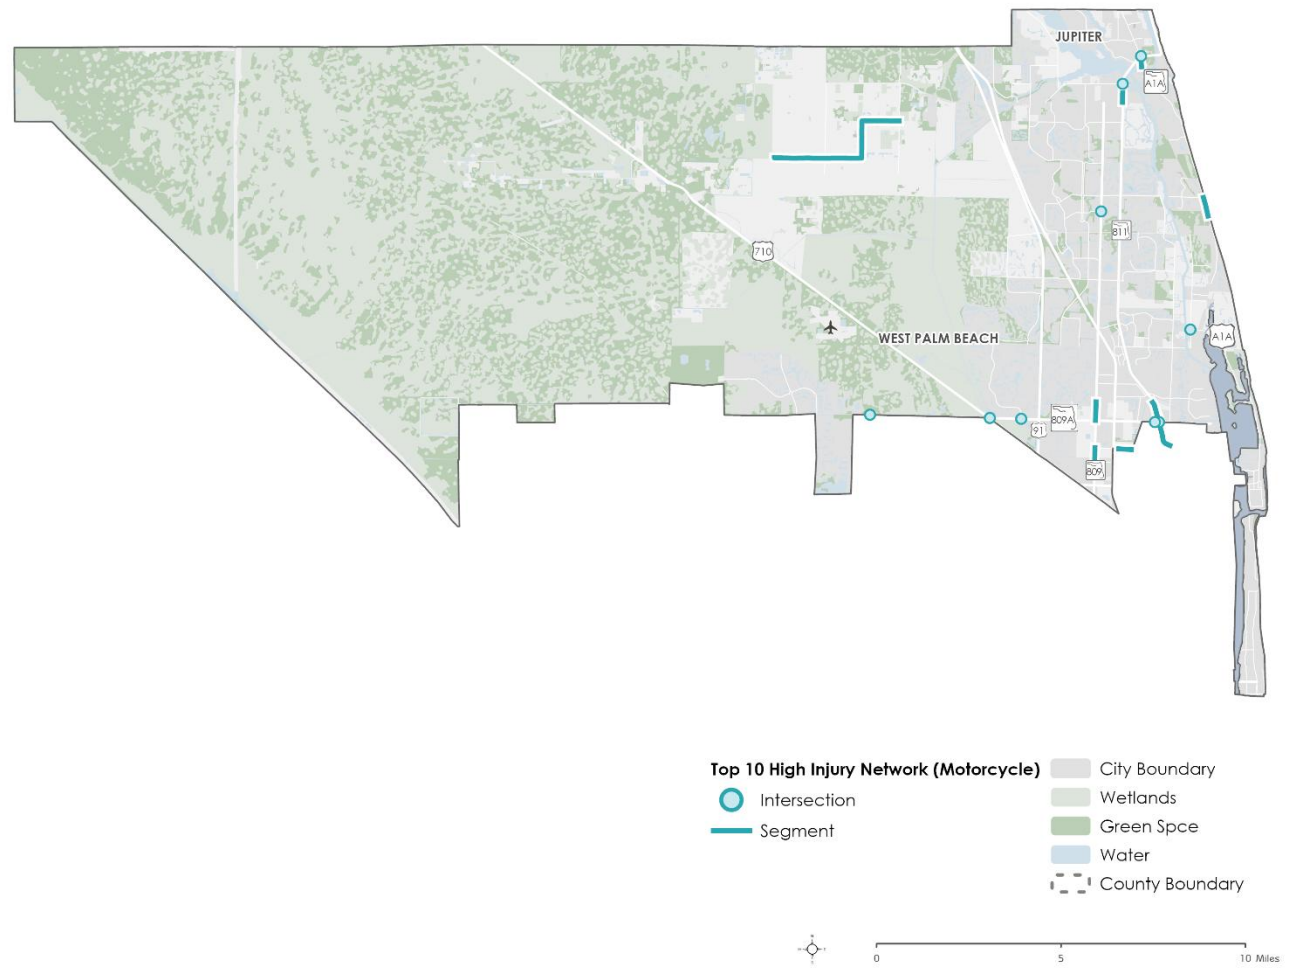 JUPITER
A1A
811
710
WEST PALM BEACH
A1A
809A
91
809
Top 10 High Injury Network (Motorcycle)
Intersection
Segment
City Boundary
Wetlands
Green Spce
Water
County Boundary
0 5 10 Miles